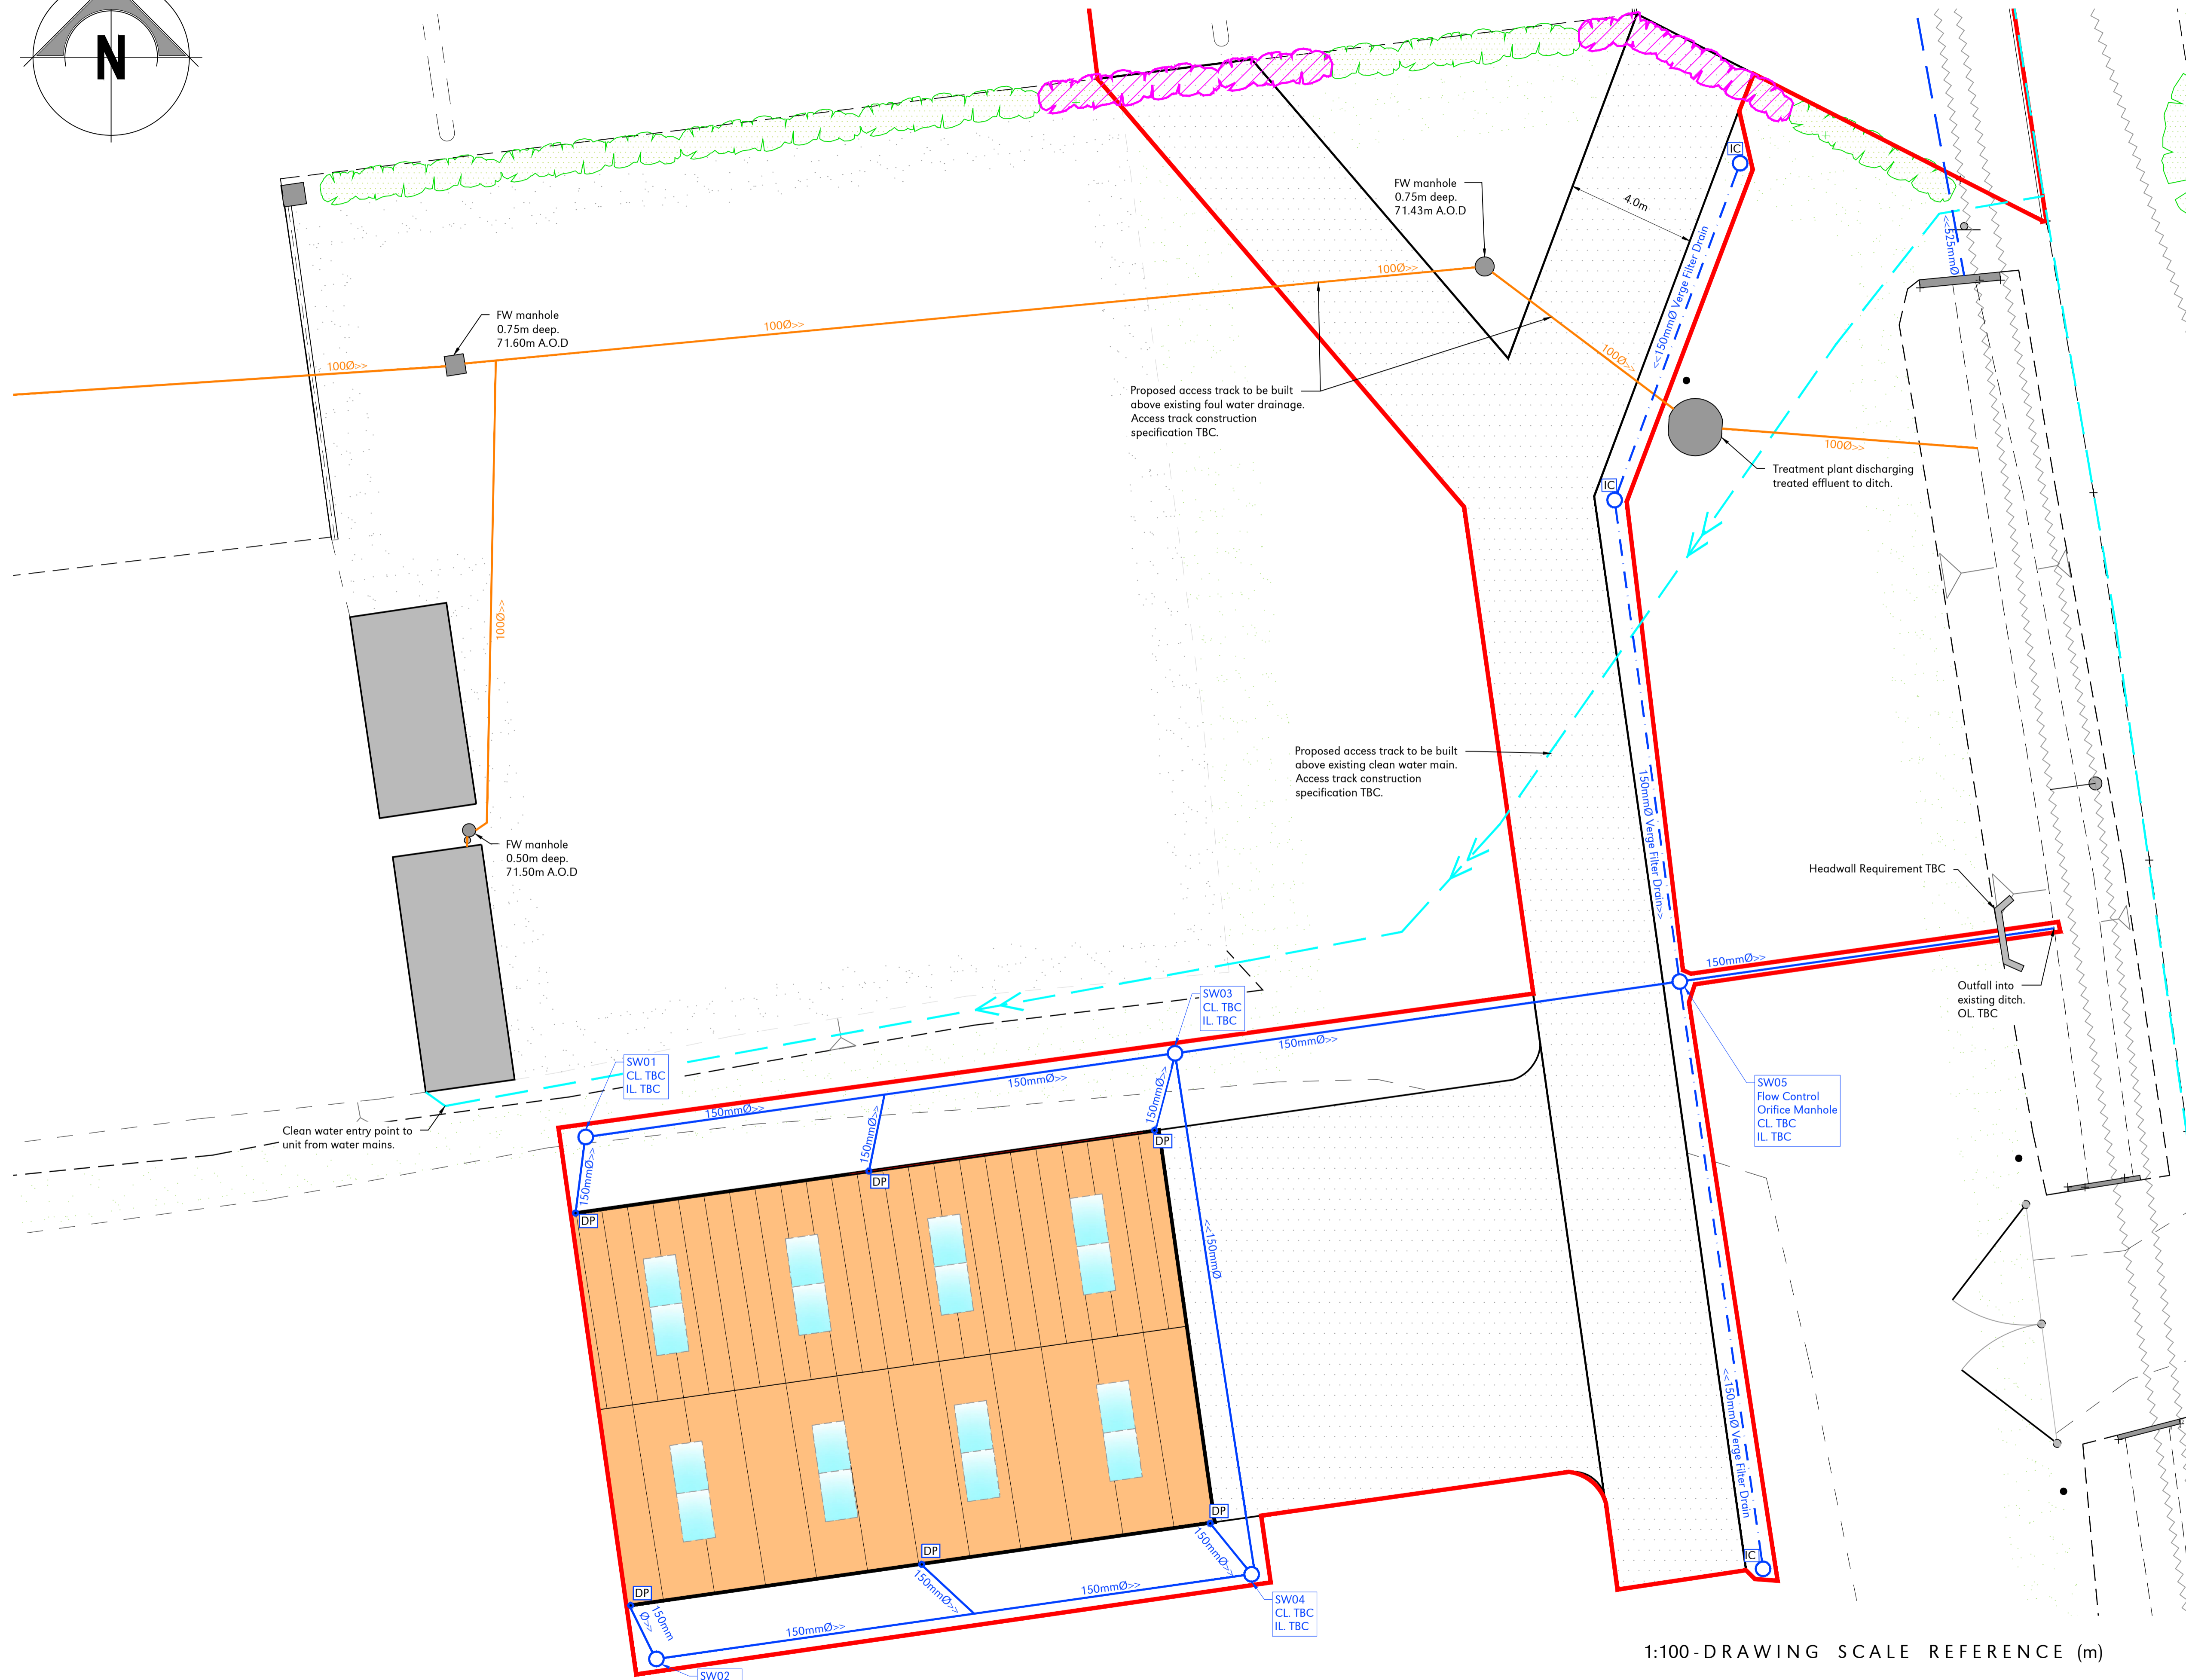 N
IC
FW manhole
0.75m deep.
71.43m A.O.D
4.0m
<<525mmØ
<<150mmØ Verge Filter Drain
100Ø>>
FW manhole
0.75m deep.
71.60m A.O.D
100Ø>>
100Ø>>
100Ø>>
Proposed access track to be built
above existing foul water drainage.
Access track construction
specification TBC.
100Ø>>
Treatment plant discharging
treated effluent to ditch.
IC
100Ø>>
Proposed access track to be built
above existing clean water main.
Access track construction
specification TBC.
150mmØ Verge Filter Drain>>
FW manhole
0.50m deep.
71.50m A.O.D
Headwall Requirement TBC
150mmØ>>
Outfall into
existing ditch.
OL. TBC
SW03
CL. TBC
IL. TBC
150mmØ>>
SW01
CL. TBC
IL. TBC
150mmØ>>
150mmØ>>
SW05
Flow Control
Orifice Manhole
CL. TBC
IL. TBC
Clean water entry point to
unit from water mains.
150mmØ>>
150mmØ>>
150mmØ>>
DP
DP
DP
<<150mmØ
<<150mmØ Verge Filter Drain
DP
150mmØ>>
IC
DP
150mmØ>>
150mmØ>>
DP
150mm
Ø>>
150mmØ>>
SW04
CL. TBC
IL. TBC
SW02
1:100 - DRAWING SCALE REFERENCE (m)